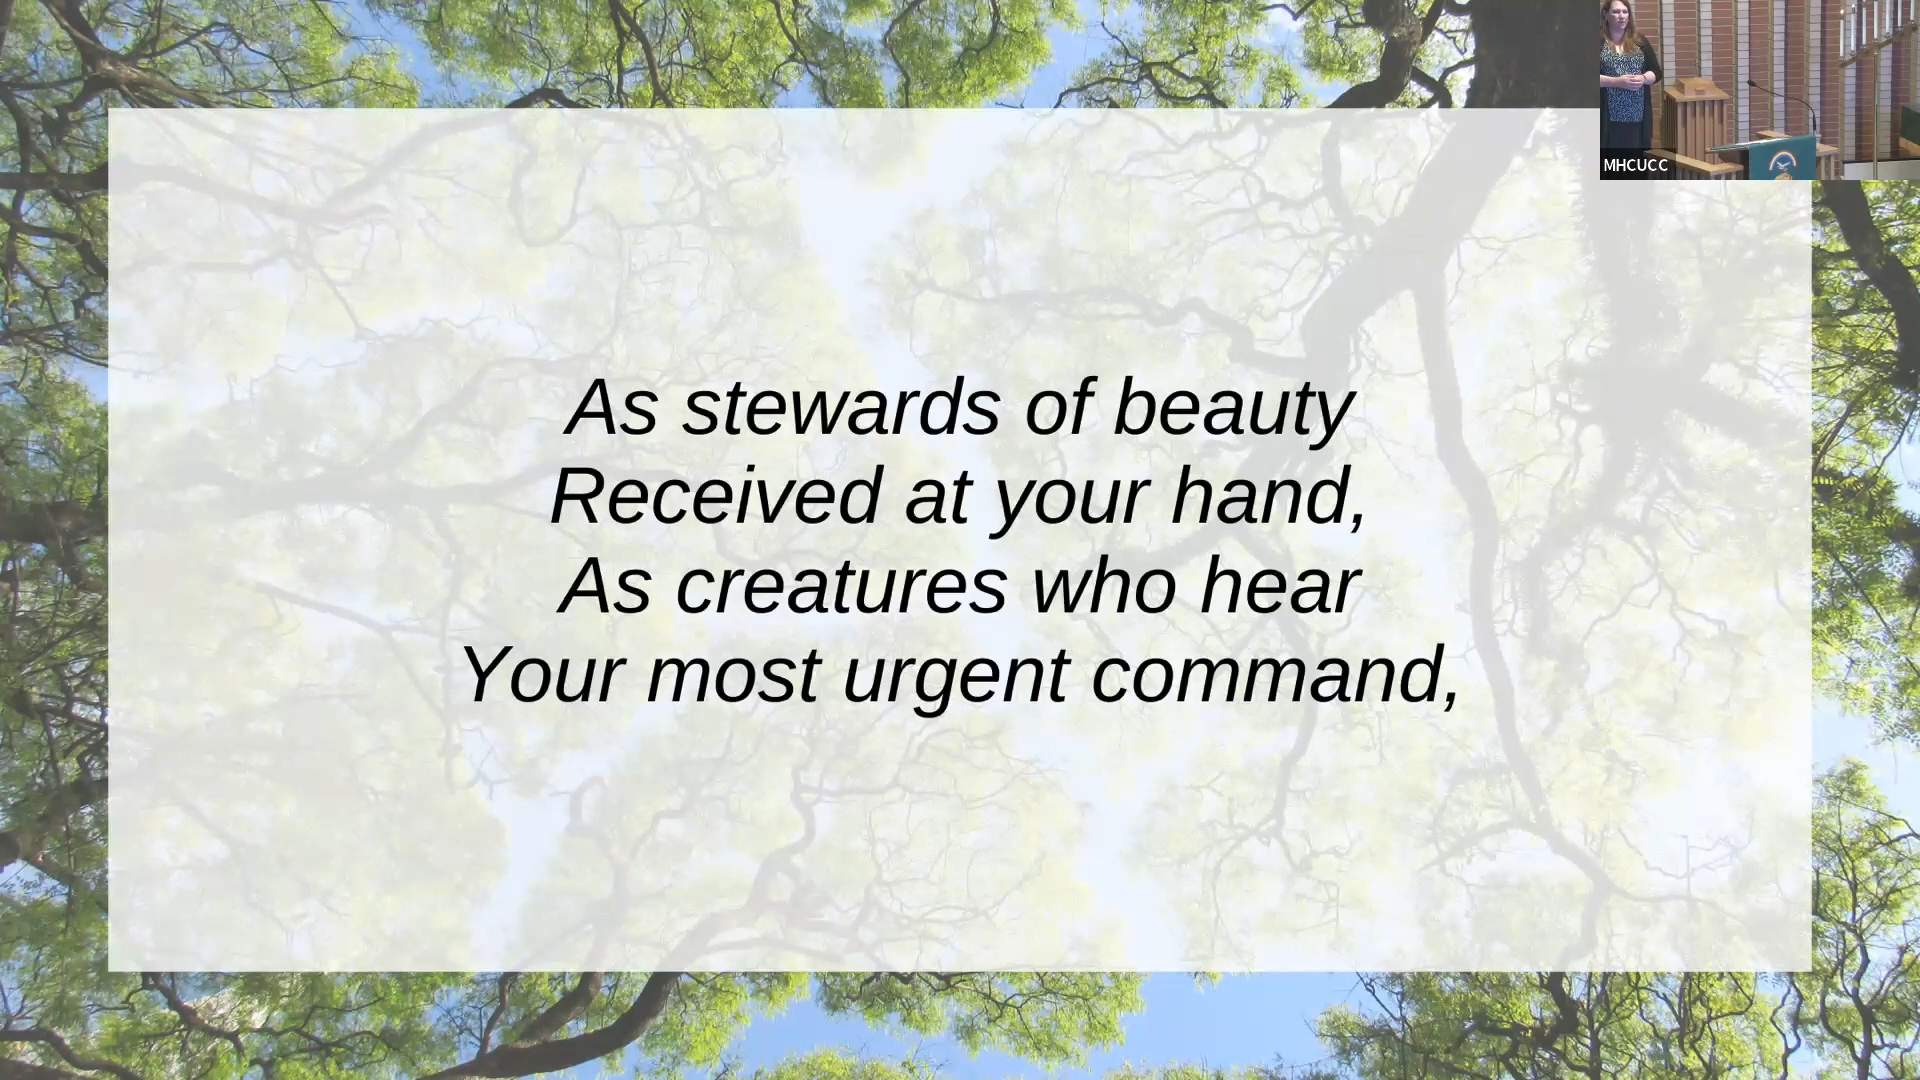 As stewards of beauty
Received at your hand,
As creatures who hear
Your most urgent command,
MHCUCC